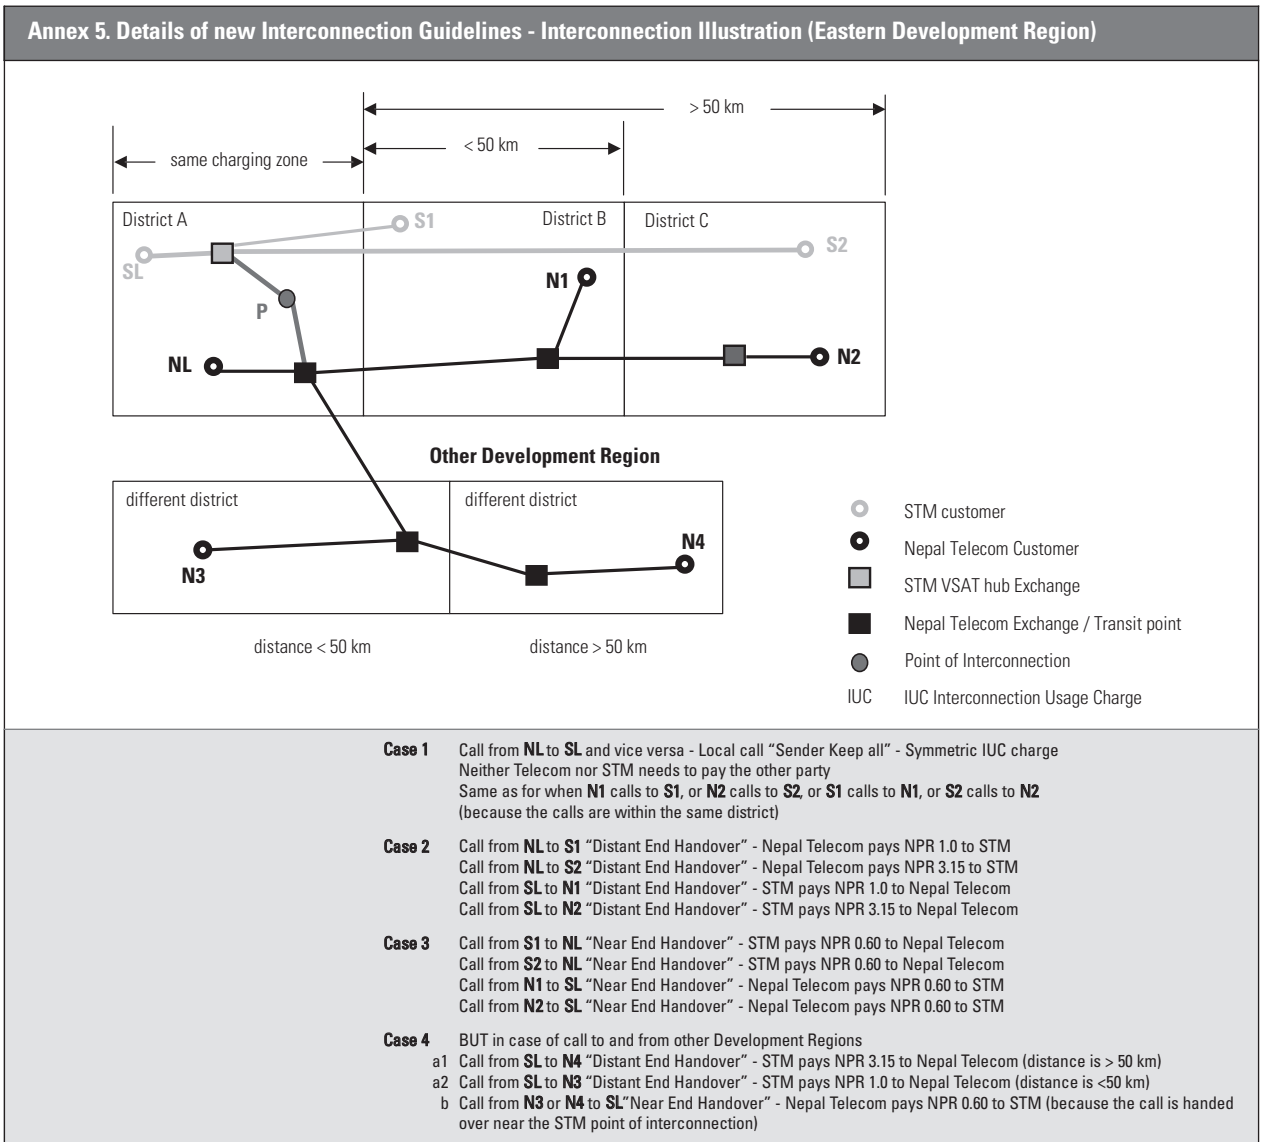 Annex 5. Details of new Interconnection Guidelines - Interconnection Illustration (Eastern Development Region)
> 50 km
< 50 km
same charging zone
District A
S1
District B
District C
SL
S2
N1
P
NL
N2
Other Development Region
different district
different district
N3
N4
distance < 50 km
distance > 50 km
STM customer
Nepal Telecom Customer
STM VSAT hub Exchange
Nepal Telecom Exchange / Transit point
Point of Interconnection
IUC IUC Interconnection Usage Charge
Case 1 Call from NL to SL and vice versa - Local call “Sender Keep all” - Symmetric IUC charge
Neither Telecom nor STM needs to pay the other party
Same as for when N1 calls to S1, or N2 calls to S2, or S1 calls to N1, or S2 calls to N2
(because the calls are within the same district)
Case 2 Call from NL to S1 “Distant End Handover” - Nepal Telecom pays NPR 1.0 to STM
Call from NL to S2 “Distant End Handover” - Nepal Telecom pays NPR 3.15 to STM
Call from SL to N1 “Distant End Handover” - STM pays NPR 1.0 to Nepal Telecom
Call from SL to N2 “Distant End Handover” - STM pays NPR 3.15 to Nepal Telecom
Case 3 Call from S1 to NL “Near End Handover” - STM pays NPR 0.60 to Nepal Telecom
Call from S2 to NL “Near End Handover” - STM pays NPR 0.60 to Nepal Telecom
Call from N1 to SL “Near End Handover” - Nepal Telecom pays NPR 0.60 to STM
Call from N2 to SL “Near End Handover” - Nepal Telecom pays NPR 0.60 to STM
Case 4 BUT in case of call to and from other Development Regions
a1 Call from SL to N4 “Distant End Handover” - STM pays NPR 3.15 to Nepal Telecom (distance is > 50 km)
a2 Call from SL to N3 “Distant End Handover” - STM pays NPR 1.0 to Nepal Telecom (distance is <50 km)
b Call from N3 or N4 to SL“Near End Handover” - Nepal Telecom pays NPR 0.60 to STM (because the call is handed
over near the STM point of interconnection)